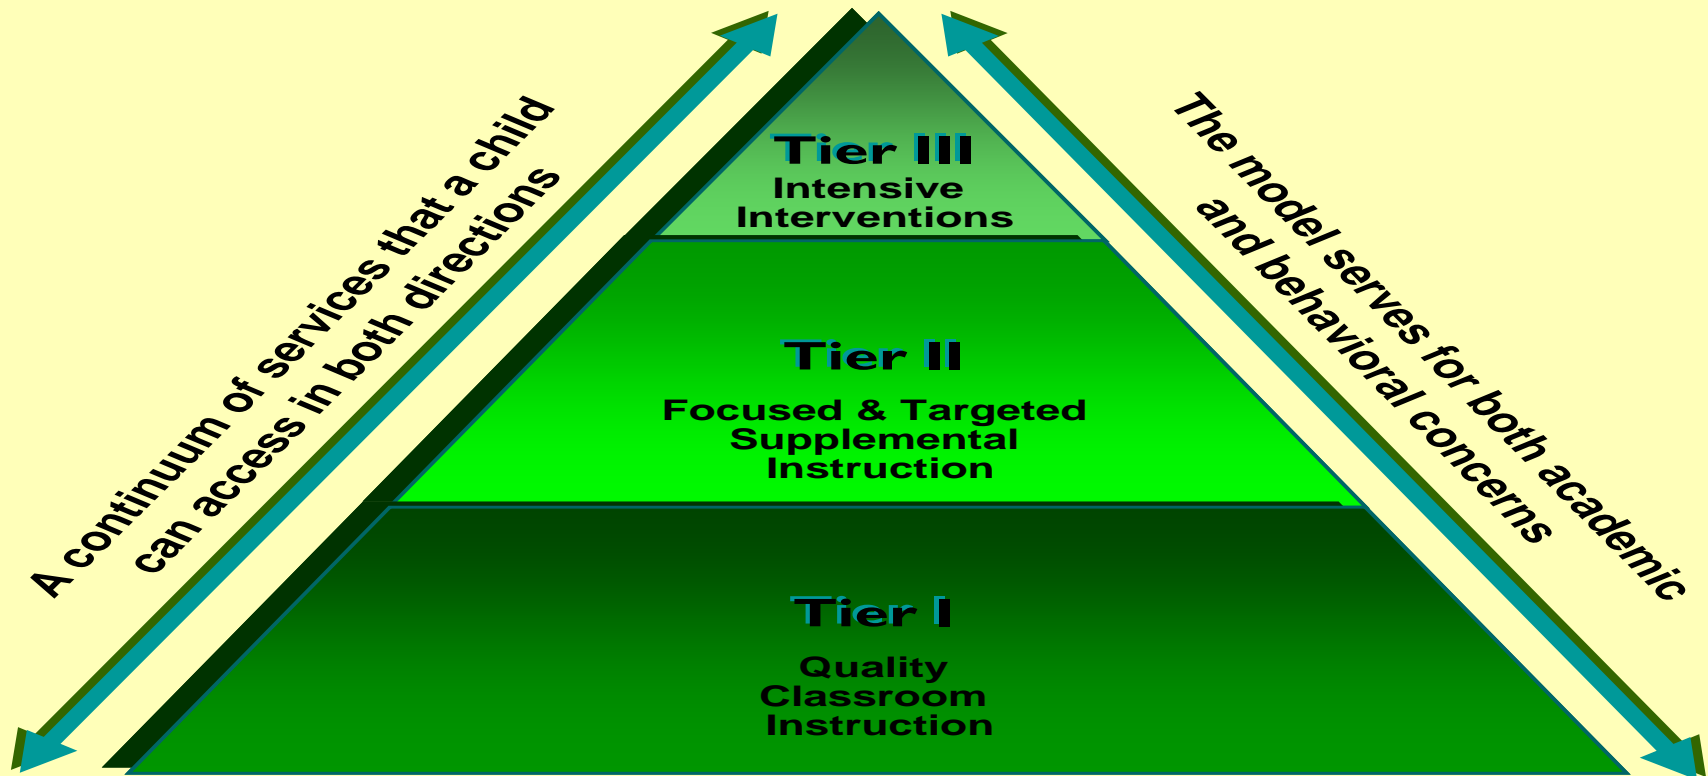 A continuum of services that a child
can access in both directions
Tier III
Intensive
Interventions
Tier II
Focused & Targeted
Supplemental
Instruction
Tier I
Quality
Classroom
Instruction
The model serves for both academic
and behavioral concerns